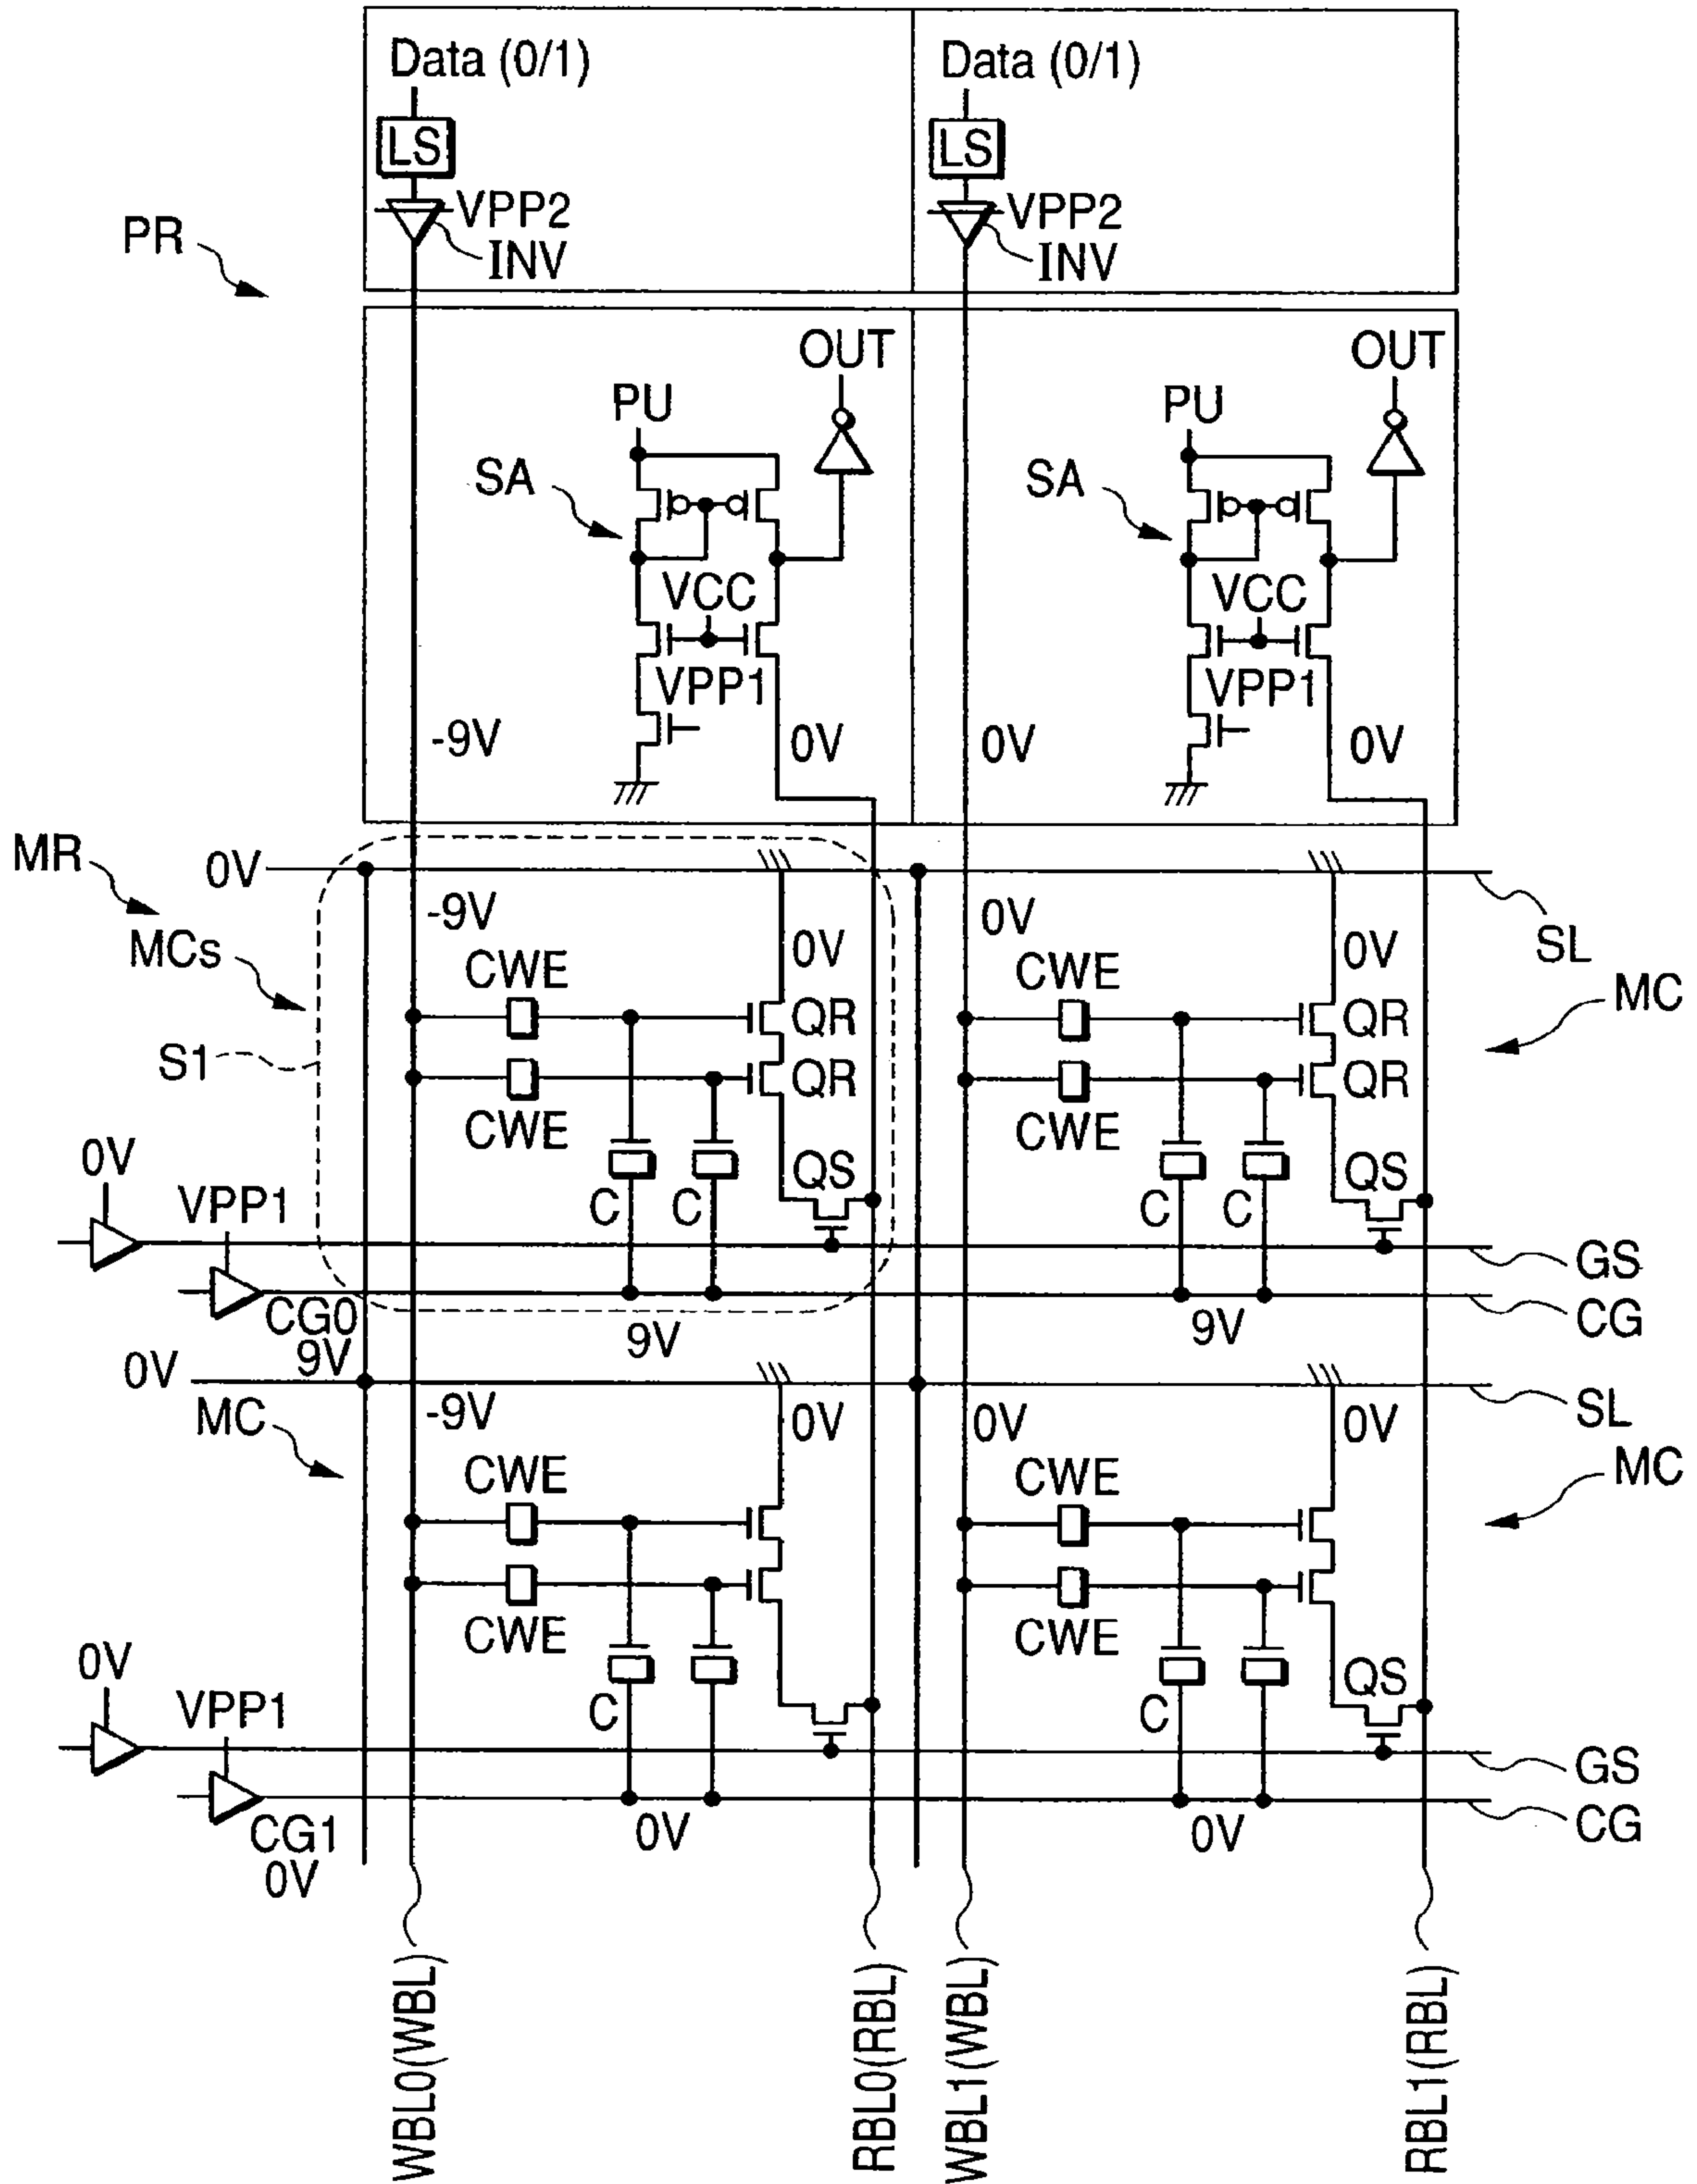 Data (0/1) Data (0/1)
LS LS
VPP2 VPP2
INV INV
PR
OUT OUT
PU PU
SA SA
VCC VCC
VPP1 VPP1
-9V 0V 0V 0V
MR
0V
-9V 0V
SL
MCs 0V 0V
CWE CWE
MC
QR QR
S1
QR QR
CWE CWE
0V
QS QS
VPP1
C C C C
GS
CG0 CG
9V 9V 9V
0V
-9V 0V 0V 0V
SL
MC
CWE CWE
MC
CWE CWE
0V
QS
VPP1
C C
GS
CG1 0V 0V CG
0V
WBL0(WBL)
RBL0(RBL)
WBL1(WBL)
RBL1(RBL)